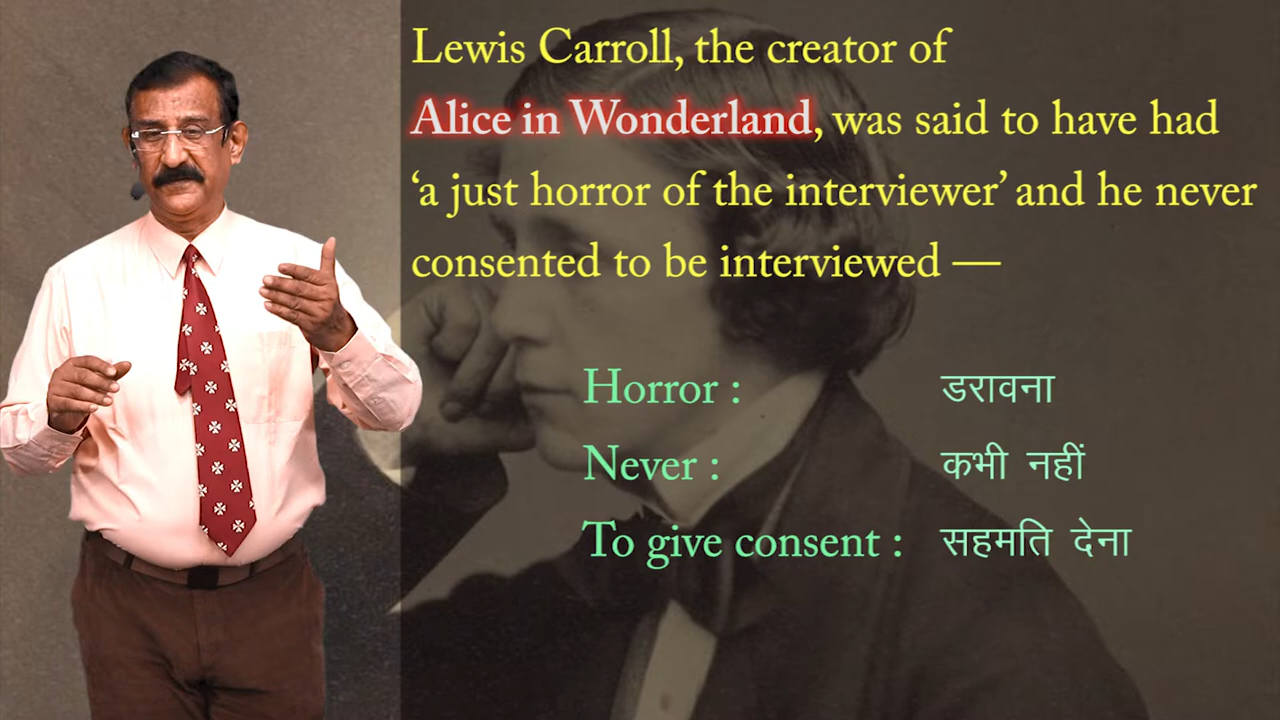 Lewis Carroll, the creator of
Alice in Wonderland, was said to have had
‘a just horror of the interviewer’ and he never
consented to be interviewed —
Horror : डरावना
Never : कभी नहीं
To give consent : सहमति देना